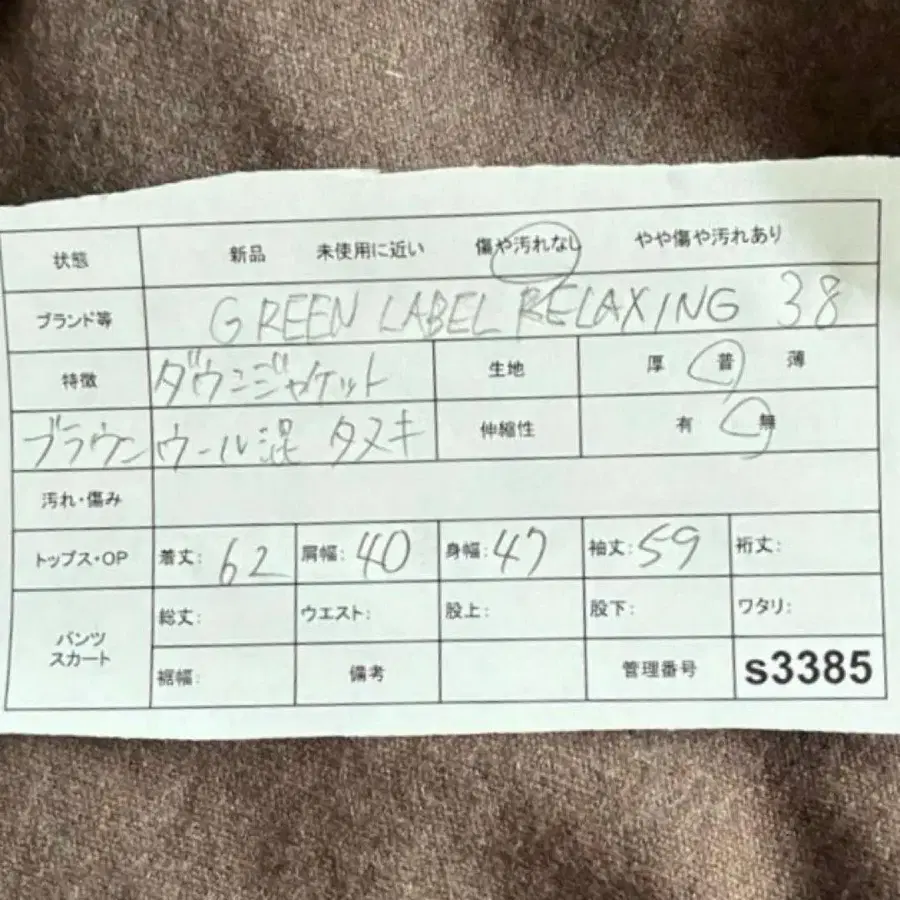 状態 新品 未使用に近い 傷や汚れなし やや傷や汚れあり
ブランド等 GREEN LABEL RELAXING 38
特徴 ダウンジャケット 生地 厚 普 薄
ブラウン ウール混 タヌキ 伸縮性 有 無
汚れ・傷み
トップス・OP 着丈: 62 肩幅: 40 身幅: 47 袖丈: 59 裄丈:
パンツ スカート 総丈: ウエスト: 股上: 股下: ワタリ:
裾幅: 備考 管理番号 s3385